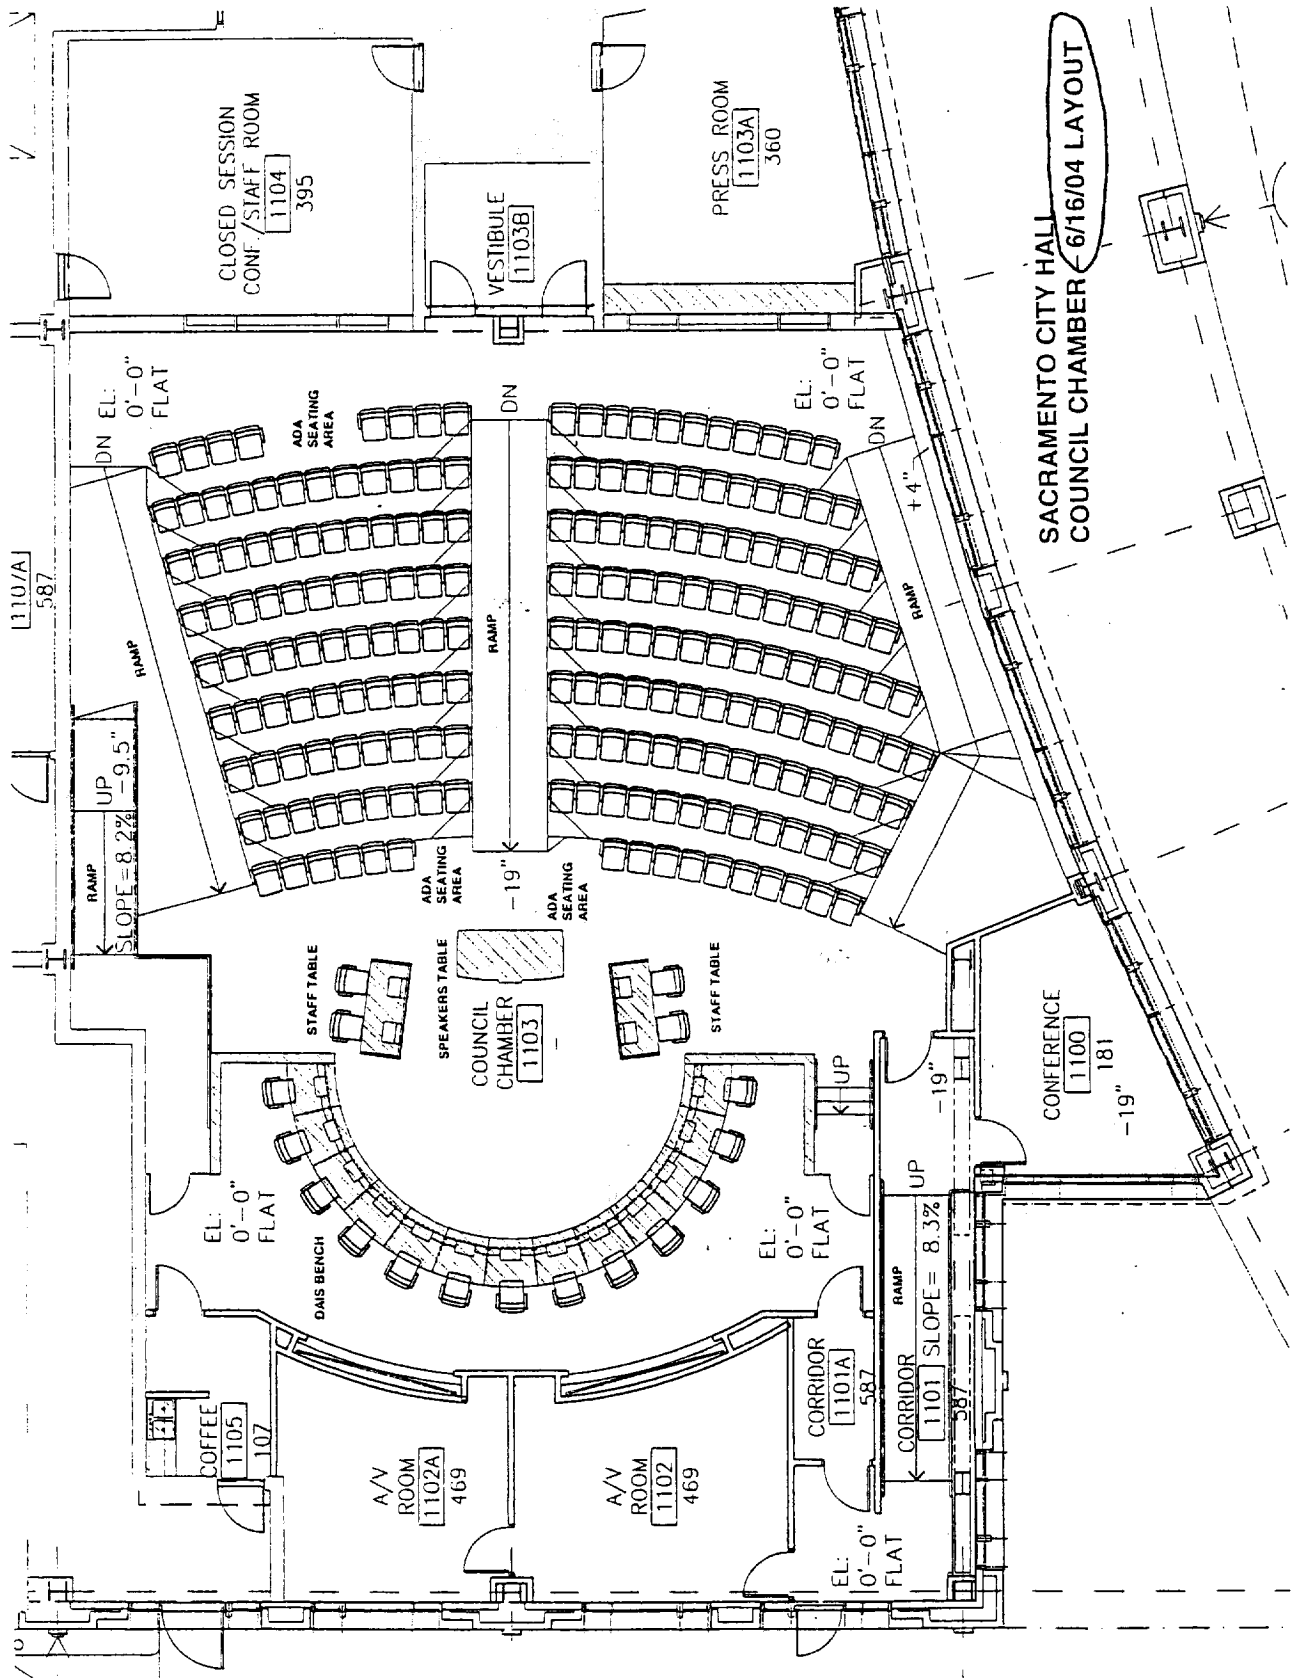 SACRAMENTO CITY HALL
COUNCIL CHAMBER - 6/16/04 LAYOUT
CLOSED SESSION
CONF./STAFF ROOM
1104
395
VESTIBULE
1103B
PRESS ROOM
1103A
360
1107A
587
EL:
0'-0"
FLAT
DN
ADA
SEATING
AREA
DN
EL:
0'-0"
FLAT
DN
+4"
RAMP
RAMP
RAMP
UP
-9.5"
RAMP
SLOPE=8.2%
ADA
SEATING
AREA
-19"
ADA
SEATING
AREA
STAFF TABLE
SPEAKERS TABLE
COUNCIL
CHAMBER
1103
STAFF TABLE
UP
-19"
CONFERENCE
1100
181
-19"
EL:
0'-0"
FLAT
DAIS BENCH
EL:
0'-0"
FLAT
UP
RAMP
SLOPE= 8.3%
CORRIDOR
1101
587
CORRIDOR
1101A
587
COFFEE
1105
107
A/V
ROOM
1102A
469
A/V
ROOM
1102
469
EL:
0'-0"
FLAT